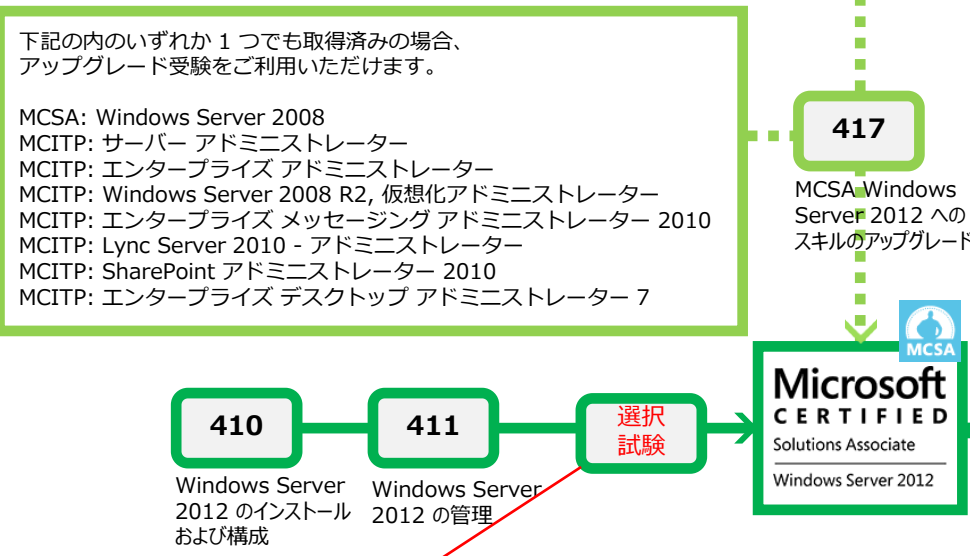 下記の内のいずれか 1 つでも取得済みの場合、
アップグレード受験をご利用いただけます。
MCSA: Windows Server 2008
MCITP: サーバー アドミニストレーター
MCITP: エンタープライズ アドミニストレーター
MCITP: Windows Server 2008 R2, 仮想化アドミニストレーター
MCITP: エンタープライズ メッセージング アドミニストレーター 2010
MCITP: Lync Server 2010 - アドミニストレーター
MCITP: SharePoint アドミニストレーター 2010
MCITP: エンタープライズ デスクトップ アドミニストレーター 7
417
MCSA Windows
Server 2012 への
スキルのアップグレード
MCSA
Microsoft
CERTIFIED
Solutions Associate
Windows Server 2012
410
Windows Server
2012 のインストール
および構成
411
Windows Server
2012 の管理
選択
試験